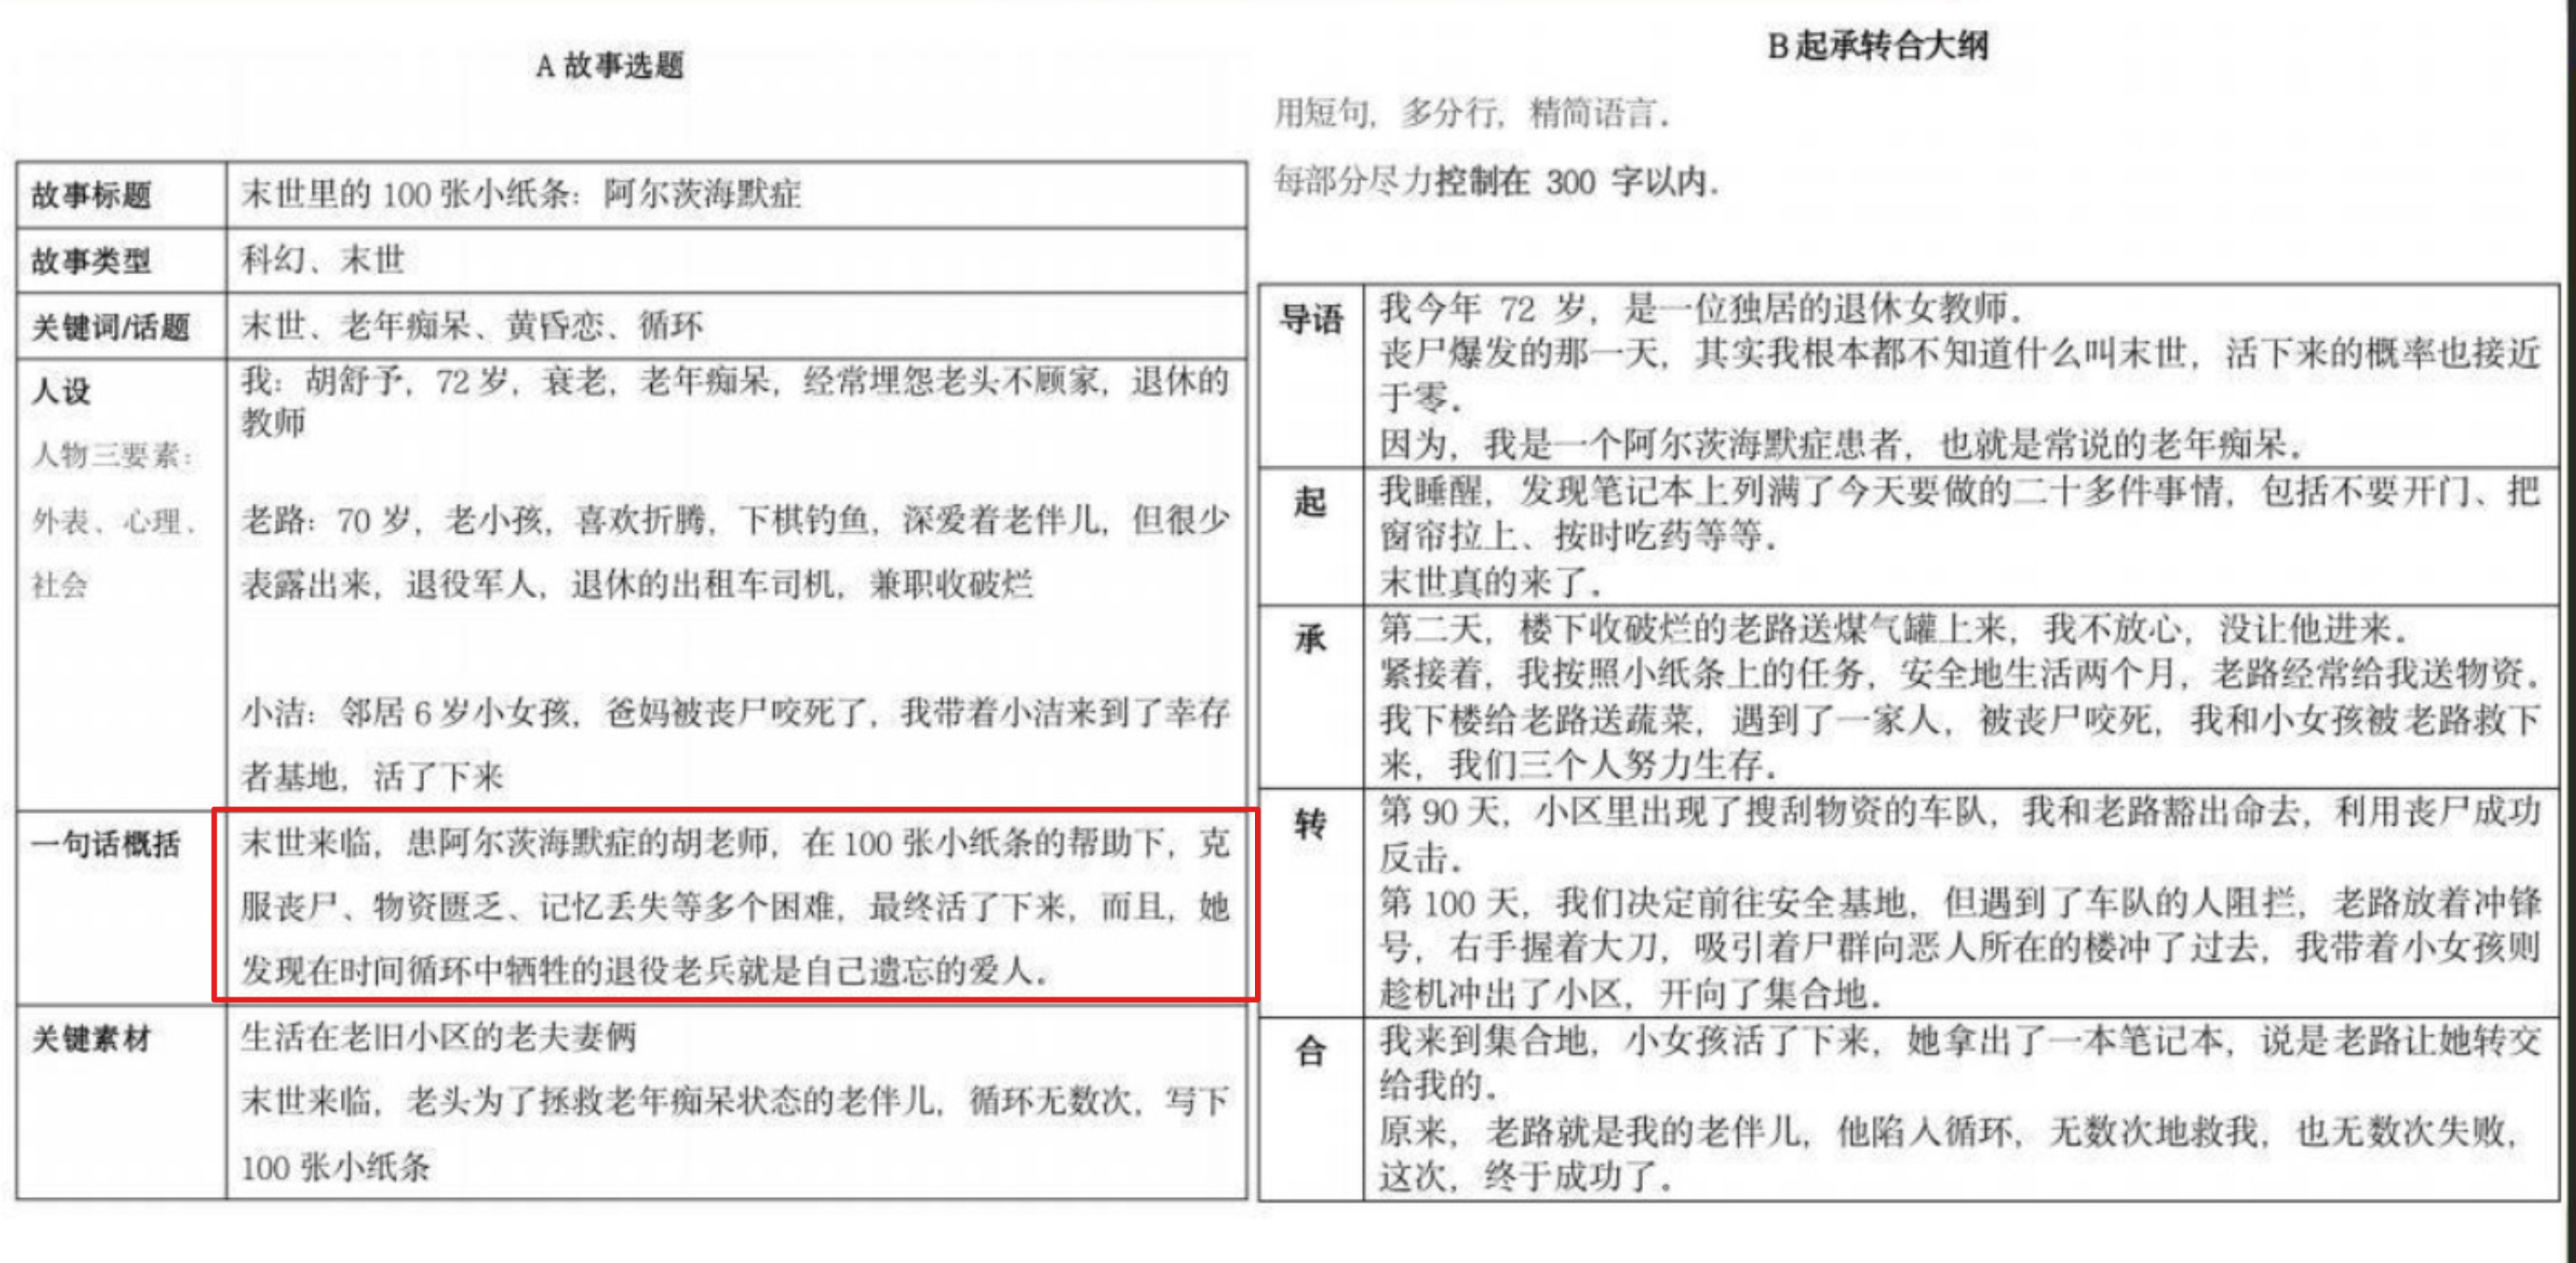 A 故事选题
故事标题
末世里的 100 张小纸条：阿尔茨海默症
故事类型
科幻、末世
关键词/话题
末世、老年痴呆、黄昏恋、循环
人设
人物三要素：
外表、心理、
社会
我：胡舒予，72 岁，衰老，老年痴呆，经常埋怨老头不顾家，退休的
教师
老路：70 岁，老小孩，喜欢折腾，下棋钓鱼，深爱着老伴儿，但很少
表露出来，退役军人，退休的出租车司机，兼职收破烂
小洁：邻居 6 岁小女孩，爸妈被丧尸咬死了，我带着小洁来到了幸存
者基地，活了下来
一句话概括
末世来临，患阿尔茨海默症的胡老师，在 100 张小纸条的帮助下，克
服丧尸、物资匮乏、记忆丢失等多个困难，最终活了下来，而且，她
发现在时间循环中牺牲的退役老兵就是自己遗忘的爱人．
关键素材
生活在老旧小区的老夫妻俩
末世来临，老头为了拯救老年痴呆状态的老伴儿，循环无数次，写下
100 张小纸条
B 起承转合大纲
用短句，多分行，精简语言．
每部分尽力控制在 300 字以内．
导语
我今年 72 岁，是一位独居的退休女教师．
丧尸爆发的那一天，其实我根本都不知道什么叫末世，活下来的概率也接近
于零．
因为，我是一个阿尔茨海默症患者，也就是常说的老年痴呆．
起
我睡醒，发现笔记本上列满了今天要做的二十多件事情，包括不要开门、把
窗帘拉上、按时吃药等等．
末世真的来了．
承
第二天，楼下收破烂的老路送煤气罐上来，我不放心，没让他进来．
紧接着，我按照小纸条上的任务，安全地生活两个月，老路经常给我送物资．
我下楼给老路送蔬菜，遇到了一家人，被丧尸咬死，我和小女孩被老路救下
来，我们三个人努力生存．
转
第 90 天，小区里出现了搜刮物资的车队，我和老路豁出命去，利用丧尸成功
反击．
第 100 天，我们决定前往安全基地，但遇到了车队的人阻拦，老路放着冲锋
号，右手握着大刀，吸引着尸群向恶人所在的楼冲了过去，我带着小女孩则
趁机冲出了小区，开向了集合地．
合
我来到集合地，小女孩活了下来，她拿出了一本笔记本，说是老路让她转交
给我的．
原来，老路就是我的老伴儿，他陷入循环，无数次地救我，也无数次失败，
这次，终于成功了．